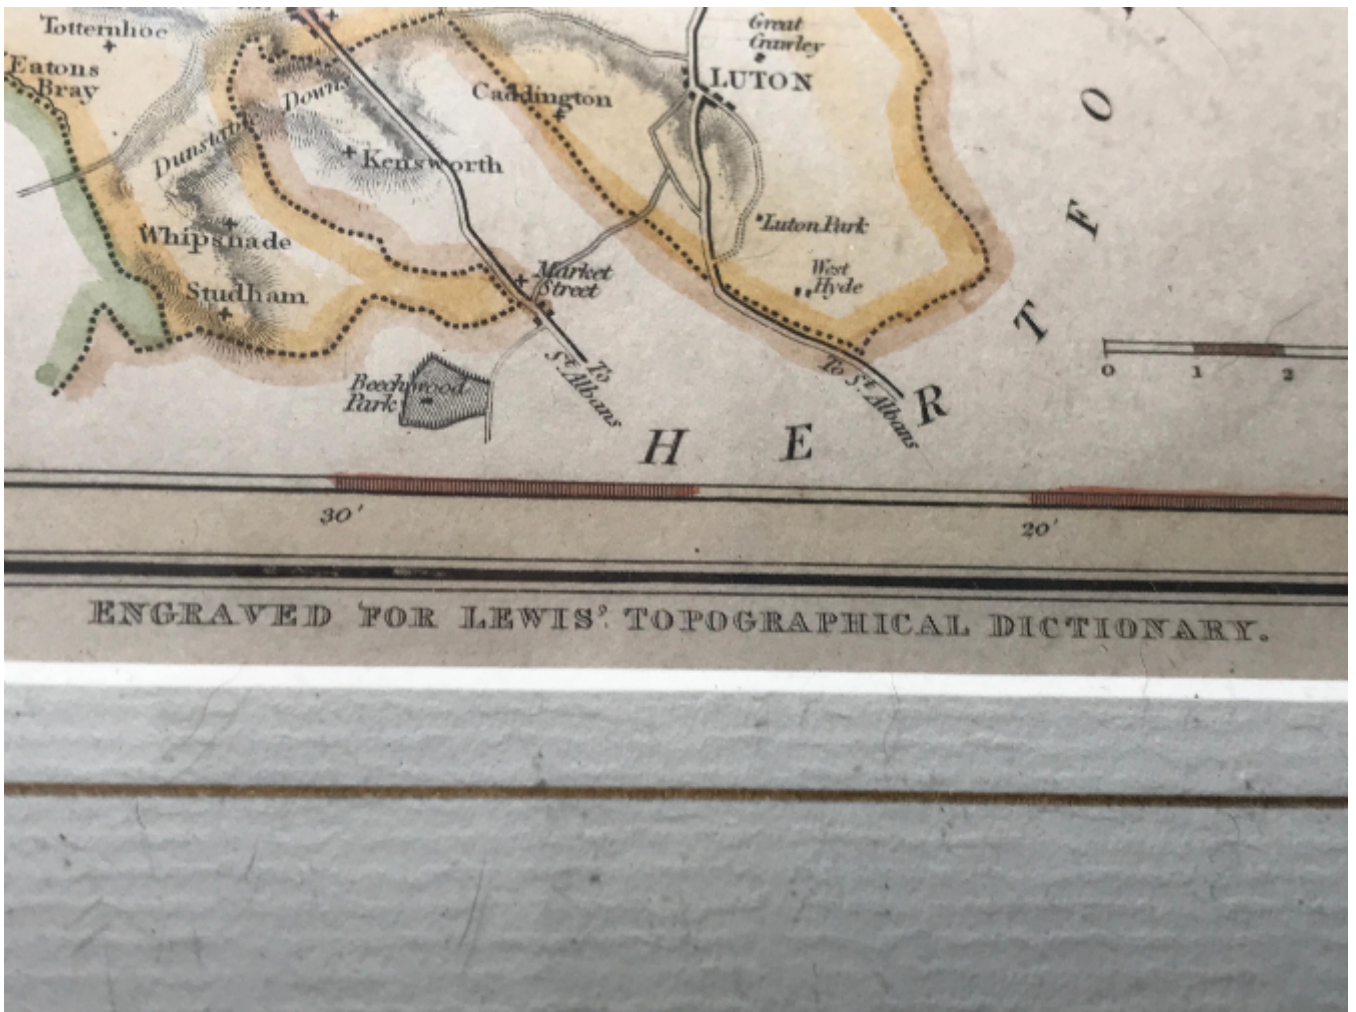 Totternhoe
Great
Crawley
Eatons
Bray
LUTON
Caddington
Dunstable Downs
Kensworth
Luton Park
Whipsnade
Market
Street
West
Hyde
Studham
To
St. Albans
To St. Albans
Beechwood
Park
H E R T F O
0 1 2
30' 20'
ENGRAVED FOR LEWIS' TOPOGRAPHICAL DICTIONARY.